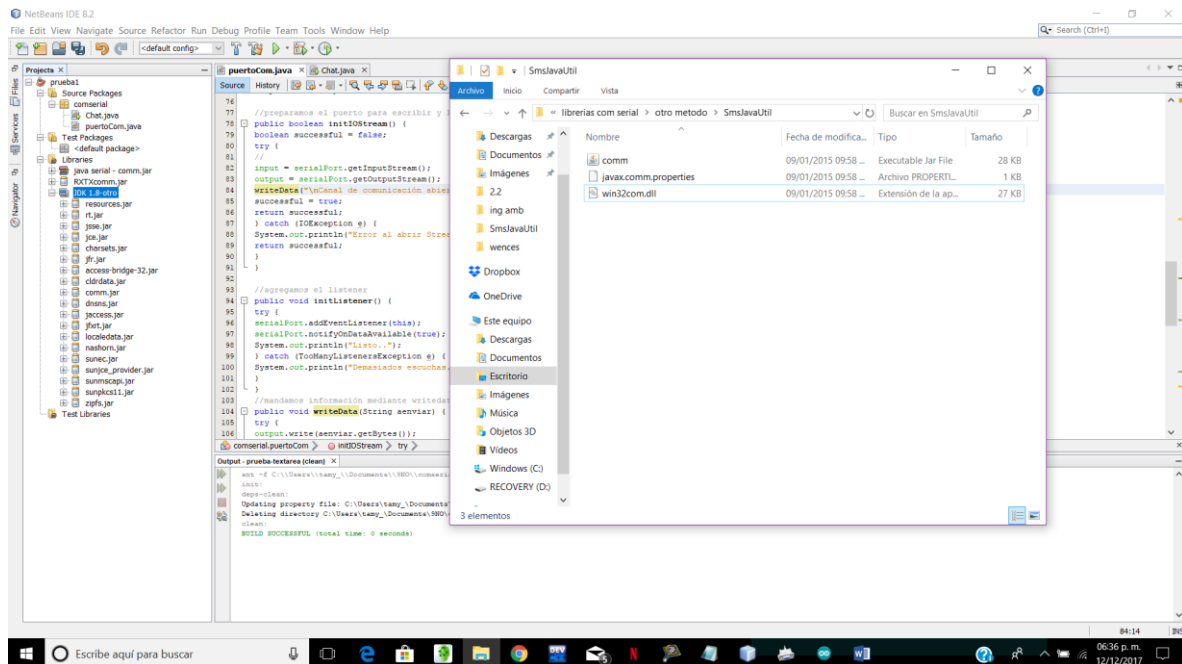 NetBeans IDE 8.2
File Edit View Navigate Source Refactor Run Debug Profile Team Tools Window Help
Search (Ctrl+I)
<default config>
Projects
prueba1
Source Packages
comserial
Chat.java
puertoCom.java
Test Packages
<default package>
Libraries
java serial - comm.jar
RXTXcomm.jar
JDK 1.8-otro
resources.jar
rt.jar
jsse.jar
jce.jar
charsets.jar
jfr.jar
access-bridge-32.jar
cldrdata.jar
comm.jar
dnsns.jar
jaccess.jar
jfxrt.jar
localedata.jar
nashorn.jar
sunec.jar
sunjce_provider.jar
sunmscapi.jar
sunpkcs11.jar
zipfs.jar
Test Libraries
Services
Navigator
puertoCom.java Chat.java
Source History
76
77 //preparamos el puerto para escribir y
78 public boolean initIOStream() {
79 boolean successful = false;
80 try {
81 //
82 input = serialPort.getInputStream();
83 output = serialPort.getOutputStream();
84 writeData("\nCanal de comunicación abier
85 successful = true;
86 return successful;
87 } catch (IOException e) {
88 System.out.println("Error al abrir Strea
89 return successful;
90 }
91 }
92
93 //agregamos el listener
94 public void initListener() {
95 try {
96 serialPort.addEventListener(this);
97 serialPort.notifyOnDataAvailable(true);
98 System.out.println("Listo..");
99 } catch (TooManyListenersException e) {
100 System.out.println("Demasiados escuchas.
101 }
102 }
103 //mandamos información mediante writedat
104 public void writeData(String aenviar) {
105 try {
106 output.write(aenviar.getBytes());
comserial.puertoCom initIOStream try
Output - prueba-textarea (clean)
ant -f C:\\Users\\tamy_\\Documents\\9NO\\comseri
init:
deps-clean:
Updating property file: C:\Users\tamy_\Documents
Deleting directory C:\Users\tamy_\Documents\9NO\
clean:
BUILD SUCCESSFUL (total time: 0 seconds)
84:14 INS
SmsJavaUtil
Archivo Inicio Compartir Vista
« librerias com serial > otro metodo > SmsJavaUtil
Buscar en SmsJavaUtil
Descargas
Documentos
Imágenes
2.2
ing amb
SmsJavaUtil
wences
Dropbox
OneDrive
Este equipo
Descargas
Documentos
Escritorio
Imágenes
Música
Objetos 3D
Vídeos
Windows (C:)
RECOVERY (D:)
Nombre Fecha de modifica... Tipo Tamaño
comm 09/01/2015 09:58 ... Executable Jar File 28 KB
javax.comm.properties 09/01/2015 09:58 ... Archivo PROPERTI... 1 KB
win32com.dll 09/01/2015 09:58 ... Extensión de la ap... 27 KB
3 elementos
Escribe aquí para buscar
06:36 p. m.
12/12/2017